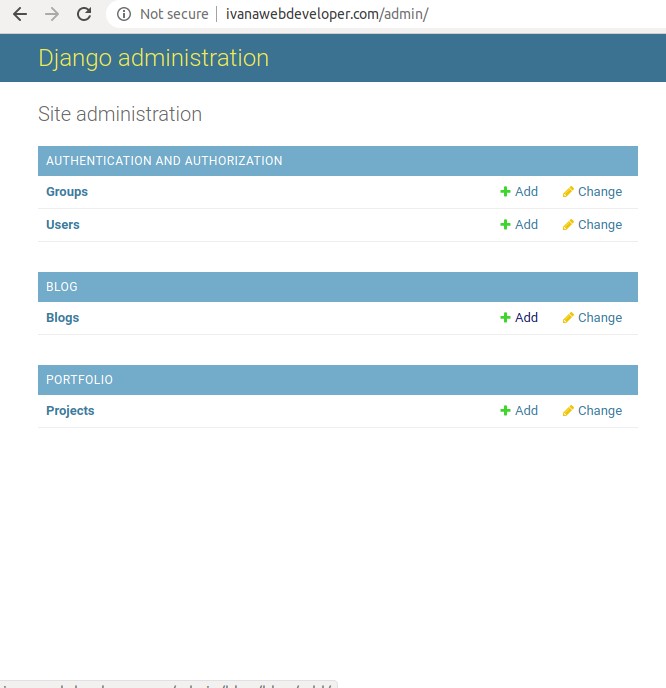 Not secure | ivanawebdeveloper.com/admin/
Django administration
Site administration
AUTHENTICATION AND AUTHORIZATION
Groups Add Change
Users Add Change
BLOG
Blogs Add Change
PORTFOLIO
Projects Add Change